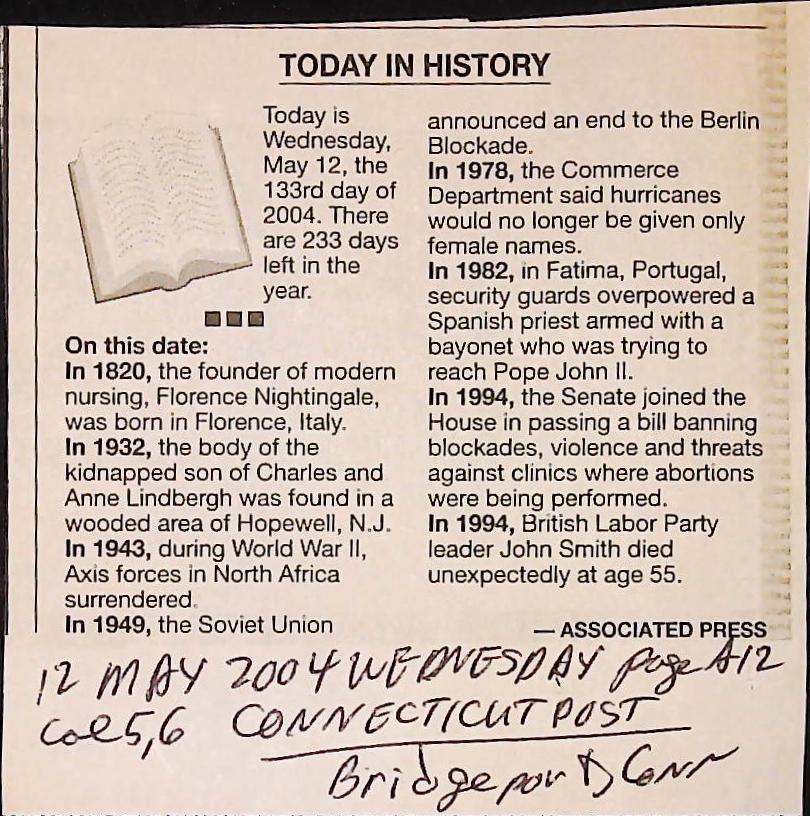 TODAY IN HISTORY
Today is
Wednesday,
May 12, the
133rd day of
2004. There
are 233 days
left in the
year.
On this date:
In 1820, the founder of modern
nursing, Florence Nightingale,
was born in Florence, Italy.
In 1932, the body of the
kidnapped son of Charles and
Anne Lindbergh was found in a
wooded area of Hopewell, N.J.
In 1943, during World War II,
Axis forces in North Africa
surrendered.
In 1949, the Soviet Union
announced an end to the Berlin
Blockade.
In 1978, the Commerce
Department said hurricanes
would no longer be given only
female names.
In 1982, in Fatima, Portugal,
security guards overpowered a
Spanish priest armed with a
bayonet who was trying to
reach Pope John II.
In 1994, the Senate joined the
House in passing a bill banning
blockades, violence and threats
against clinics where abortions
were being performed.
In 1994, British Labor Party
leader John Smith died
unexpectedly at age 55.
— ASSOCIATED PRESS
12 MAY 2004 WEDNESDAY page A12
Col 5,6 CONNECTICUT POST
Bridgeport, Conn